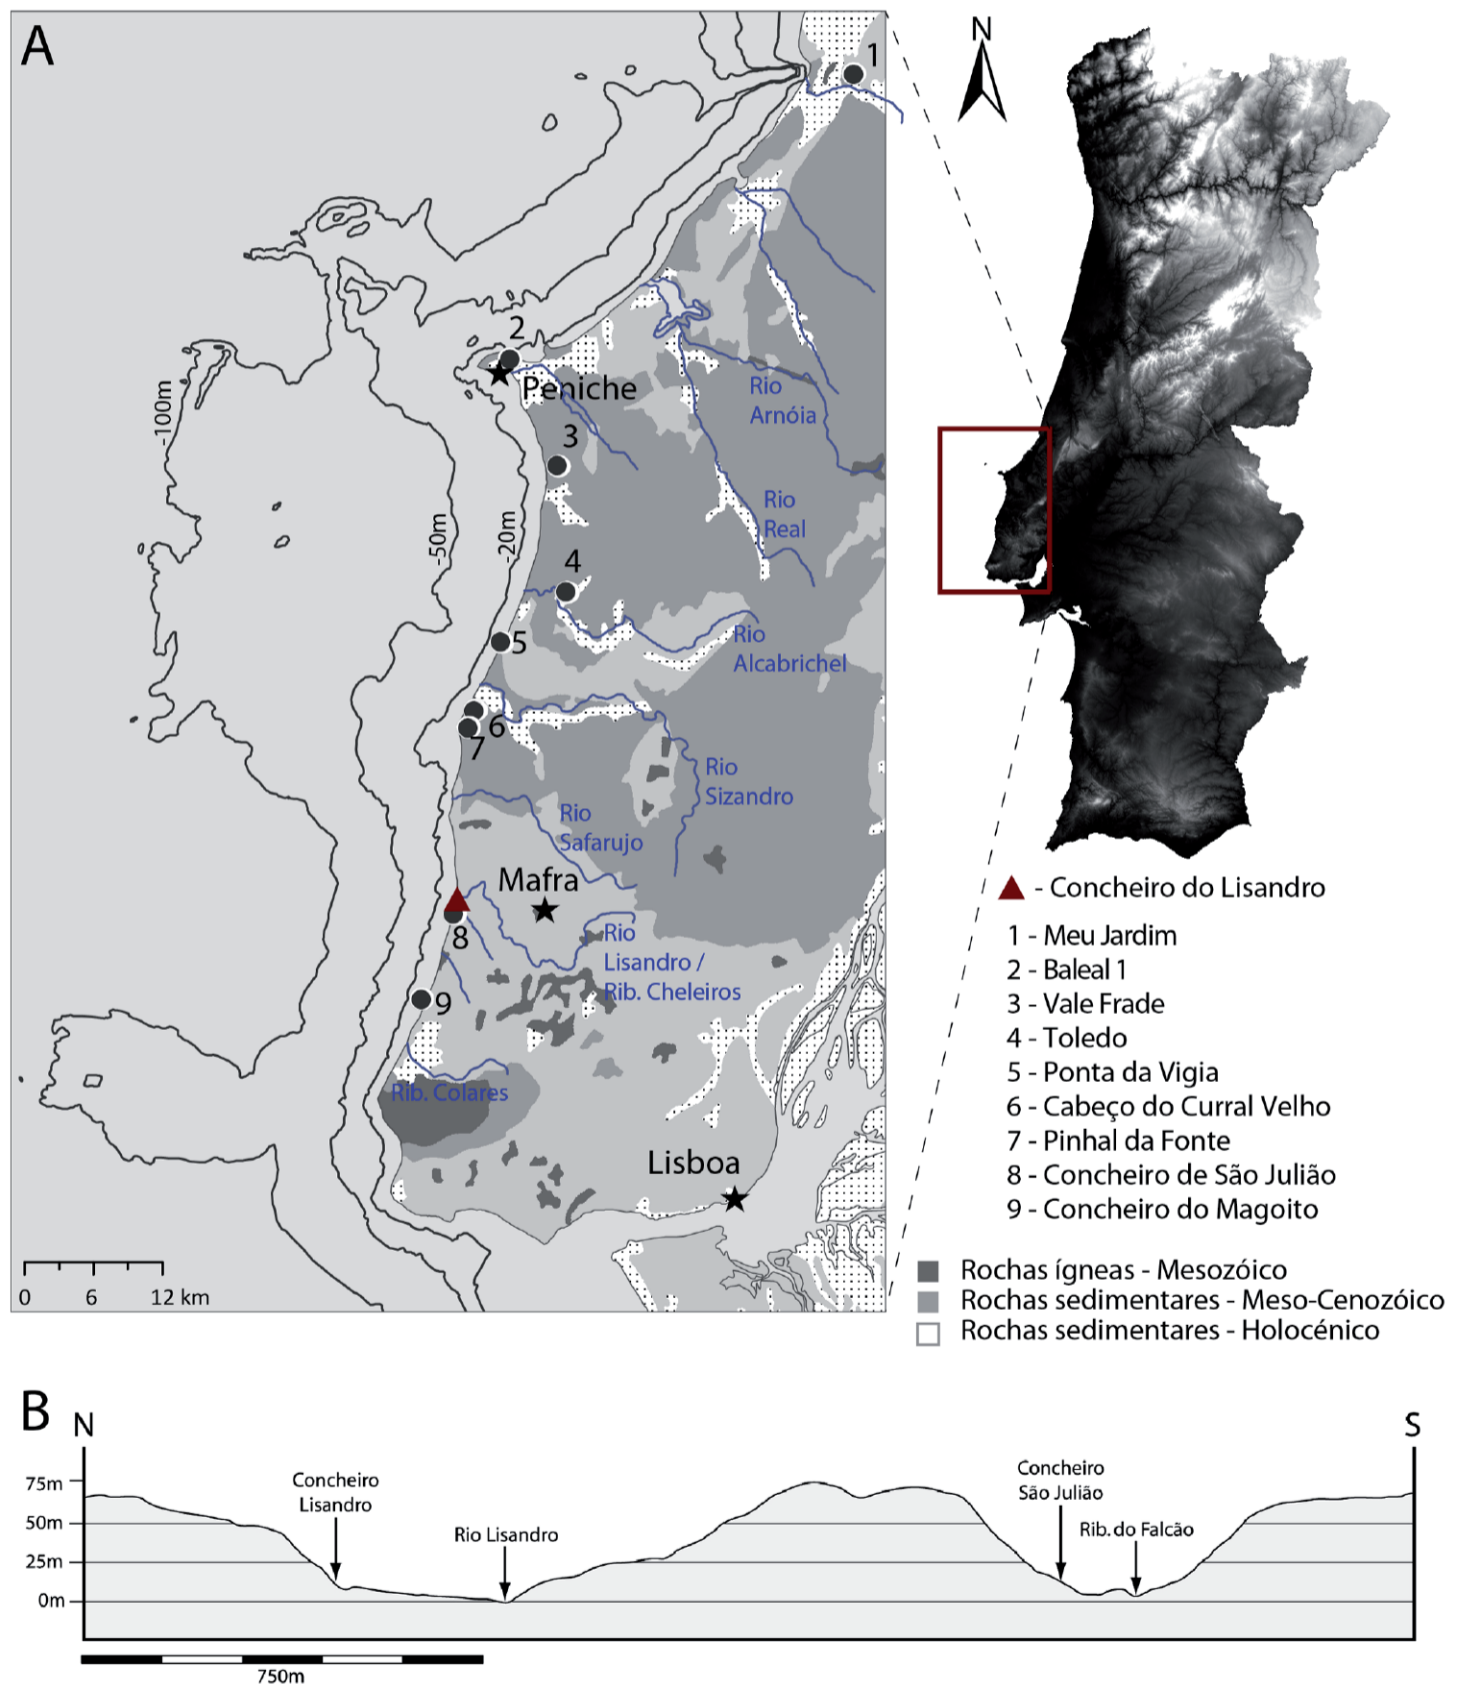 A
N
1
2
Peniche
-100m
3
Rio
Arnóia
-50m
-20m
Rio
Real
4
5
Rio
Alcabrichel
6
7
Rio
Sizandro
Rio
Safarujo
Mafra
8
Rio
Lisandro /
Rib. Cheleiros
9
Rib. Colares
Lisboa
0 6 12 km
- Concheiro do Lisandro
1 - Meu Jardim
2 - Baleal 1
3 - Vale Frade
4 - Toledo
5 - Ponta da Vigia
6 - Cabeço do Curral Velho
7 - Pinhal da Fonte
8 - Concheiro de São Julião
9 - Concheiro do Magoito
Rochas ígneas - Mesozóico
Rochas sedimentares - Meso-Cenozóico
Rochas sedimentares - Holocénico
B
N
S
75m
50m
25m
0m
Concheiro
Lisandro
Rio Lisandro
Concheiro
São Julião
Rib. do Falcão
750m